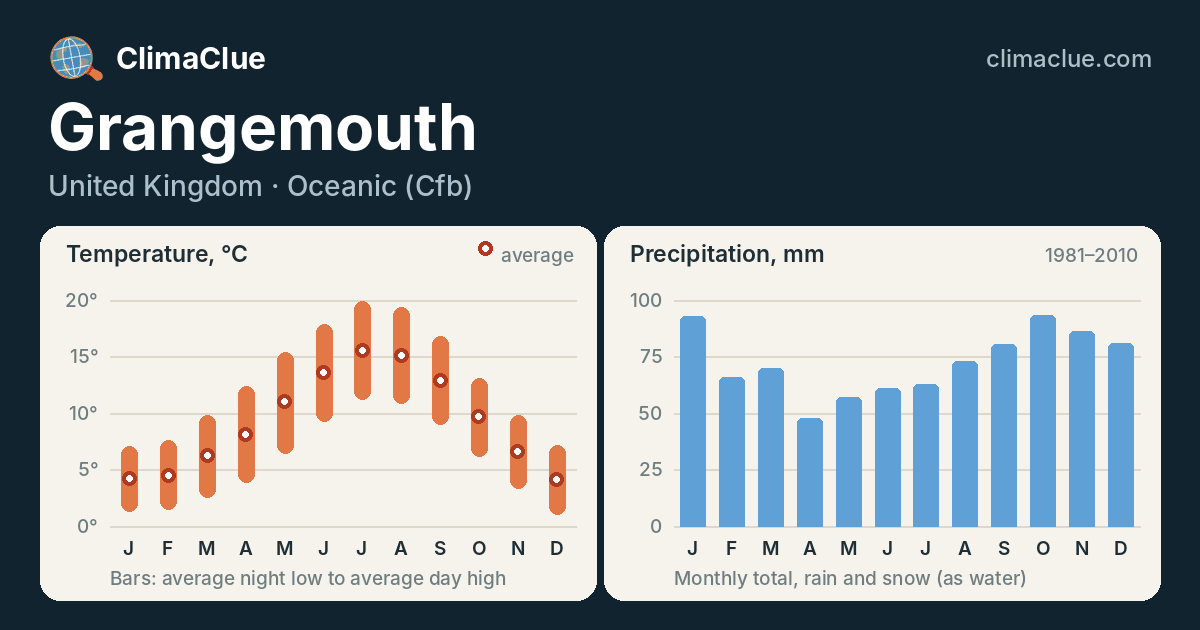 ClimaClue
climaclue.com
Grangemouth
United Kingdom · Oceanic (Cfb)
Temperature, °C
average
20°
15°
10°
5°
0°
J F M A M J J A S O N D
Bars: average night low to average day high
Precipitation, mm
1981–2010
100
75
50
25
0
J F M A M J J A S O N D
Monthly total, rain and snow (as water)